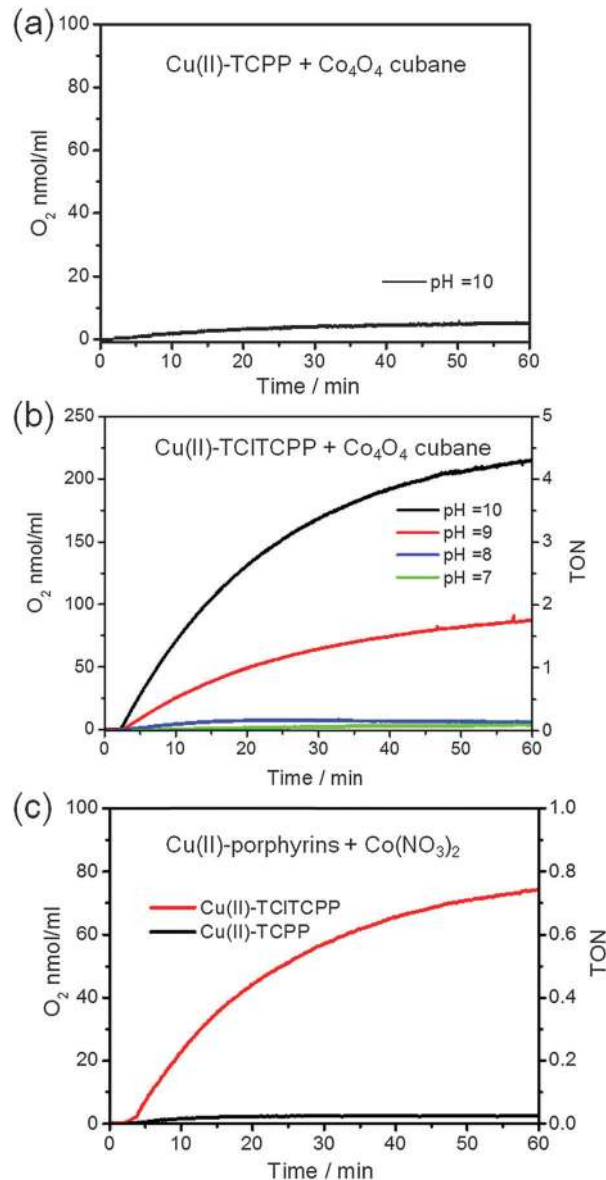 (a)
100
80
60
40
20
0
O2 nmol/ml
Cu(II)-TCPP + Co4O4 cubane
pH =10
0 10 20 30 40 50 60
Time / min
(b)
250
200
150
100
50
0
O2 nmol/ml
Cu(II)-TClTCPP + Co4O4 cubane
pH =10
pH =9
pH =8
pH =7
5
4
3
2
1
0
TON
0 10 20 30 40 50 60
Time / min
(c)
100
80
60
40
20
0
O2 nmol/ml
Cu(II)-porphyrins + Co(NO3)2
Cu(II)-TClTCPP
Cu(II)-TCPP
1.0
0.8
0.6
0.4
0.2
0.0
TON
0 10 20 30 40 50 60
Time / min